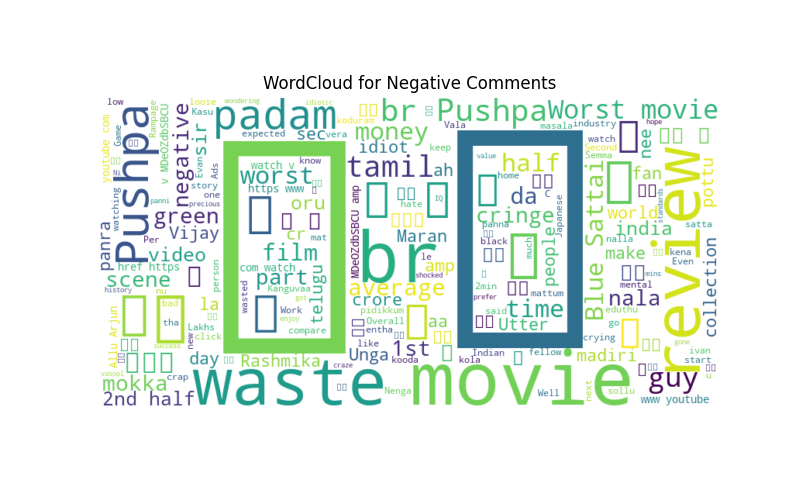 WordCloud for Negative Comments
low
loose
wondering
idiotic
Kasu
padam
br
Pushpa
Worst movie
youtube com
Game
Pushpa
Rampage
v MDeOZdbSBCU
negative
sir
Evan
Ads
expected
sec
vera
koduram
money
idiot
keep
Vala
masala
industry
watch
Second
Semma
nee
hope
watch v
know
worst
https www
oru
tamil
ah
value
home
half
da
C
cringe
panna
black
Japanese
people
much
2min
prefer
mattum
said
time
Utter
Indian
fellow
kola
fan
pottu
world
india
satta
nalla
make
kena
Even
standards
review
collection
mental
mins
nala
eduthu
go
crying
Blue Sattai
madiri
ivan
start
gone
guy
u
www youtube
sollu
next
Well
movie
waste
Nenga
craze
Ni
watching
panni
story
one
precious
green
Vijay
Per
panra
video
href https
scene
history
person
cr
mat
film
com watch
part
Kanguvaa
got
telugu
wasted
Work
enjoy
compare
MDeOZdbSBCU amp
hate
IQ
Maran
br
le
amp
shocked
average
crore
pidikkum
Overall
entha
aa
like
Unga
1st
kooda
la
Lakhs
click
new
bad
tha
success
Allu Arjun
vasool
mokka
nu
crap
day
Rashmika
2nd half